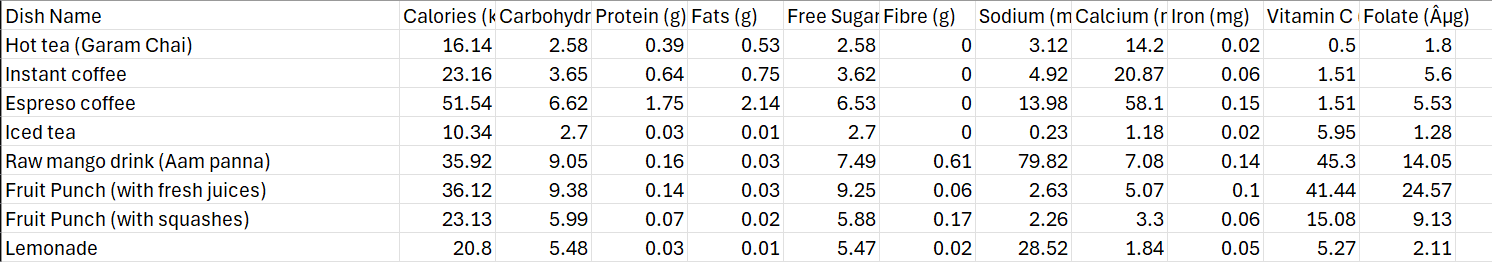 Dish Name Calories (k Carbohydr Protein (g) Fats (g) Free Sugar Fibre (g) Sodium (m Calcium (r Iron (mg) Vitamin C Folate (Âµg)
Hot tea (Garam Chai) 16.14 2.58 0.39 0.53 2.58 0 3.12 14.2 0.02 0.5 1.8
Instant coffee 23.16 3.65 0.64 0.75 3.62 0 4.92 20.87 0.06 1.51 5.6
Espreso coffee 51.54 6.62 1.75 2.14 6.53 0 13.98 58.1 0.15 1.51 5.53
Iced tea 10.34 2.7 0.03 0.01 2.7 0 0.23 1.18 0.02 5.95 1.28
Raw mango drink (Aam panna) 35.92 9.05 0.16 0.03 7.49 0.61 79.82 7.08 0.14 45.3 14.05
Fruit Punch (with fresh juices) 36.12 9.38 0.14 0.03 9.25 0.06 2.63 5.07 0.1 41.44 24.57
Fruit Punch (with squashes) 23.13 5.99 0.07 0.02 5.88 0.17 2.26 3.3 0.06 15.08 9.13
Lemonade 20.8 5.48 0.03 0.01 5.47 0.02 28.52 1.84 0.05 5.27 2.11